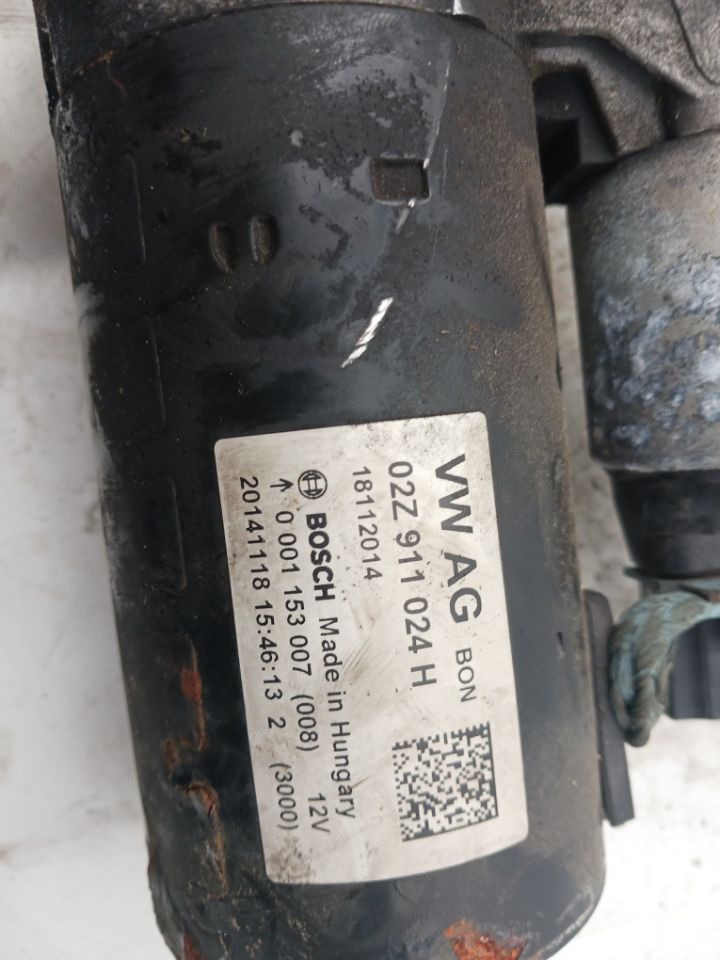 VW AG BON
02Z 911 024 H
18112014
BOSCH Made in Hungary
↑ 0 001 153 007 (008) 12V
20141118 15:46:13 2 (3000)